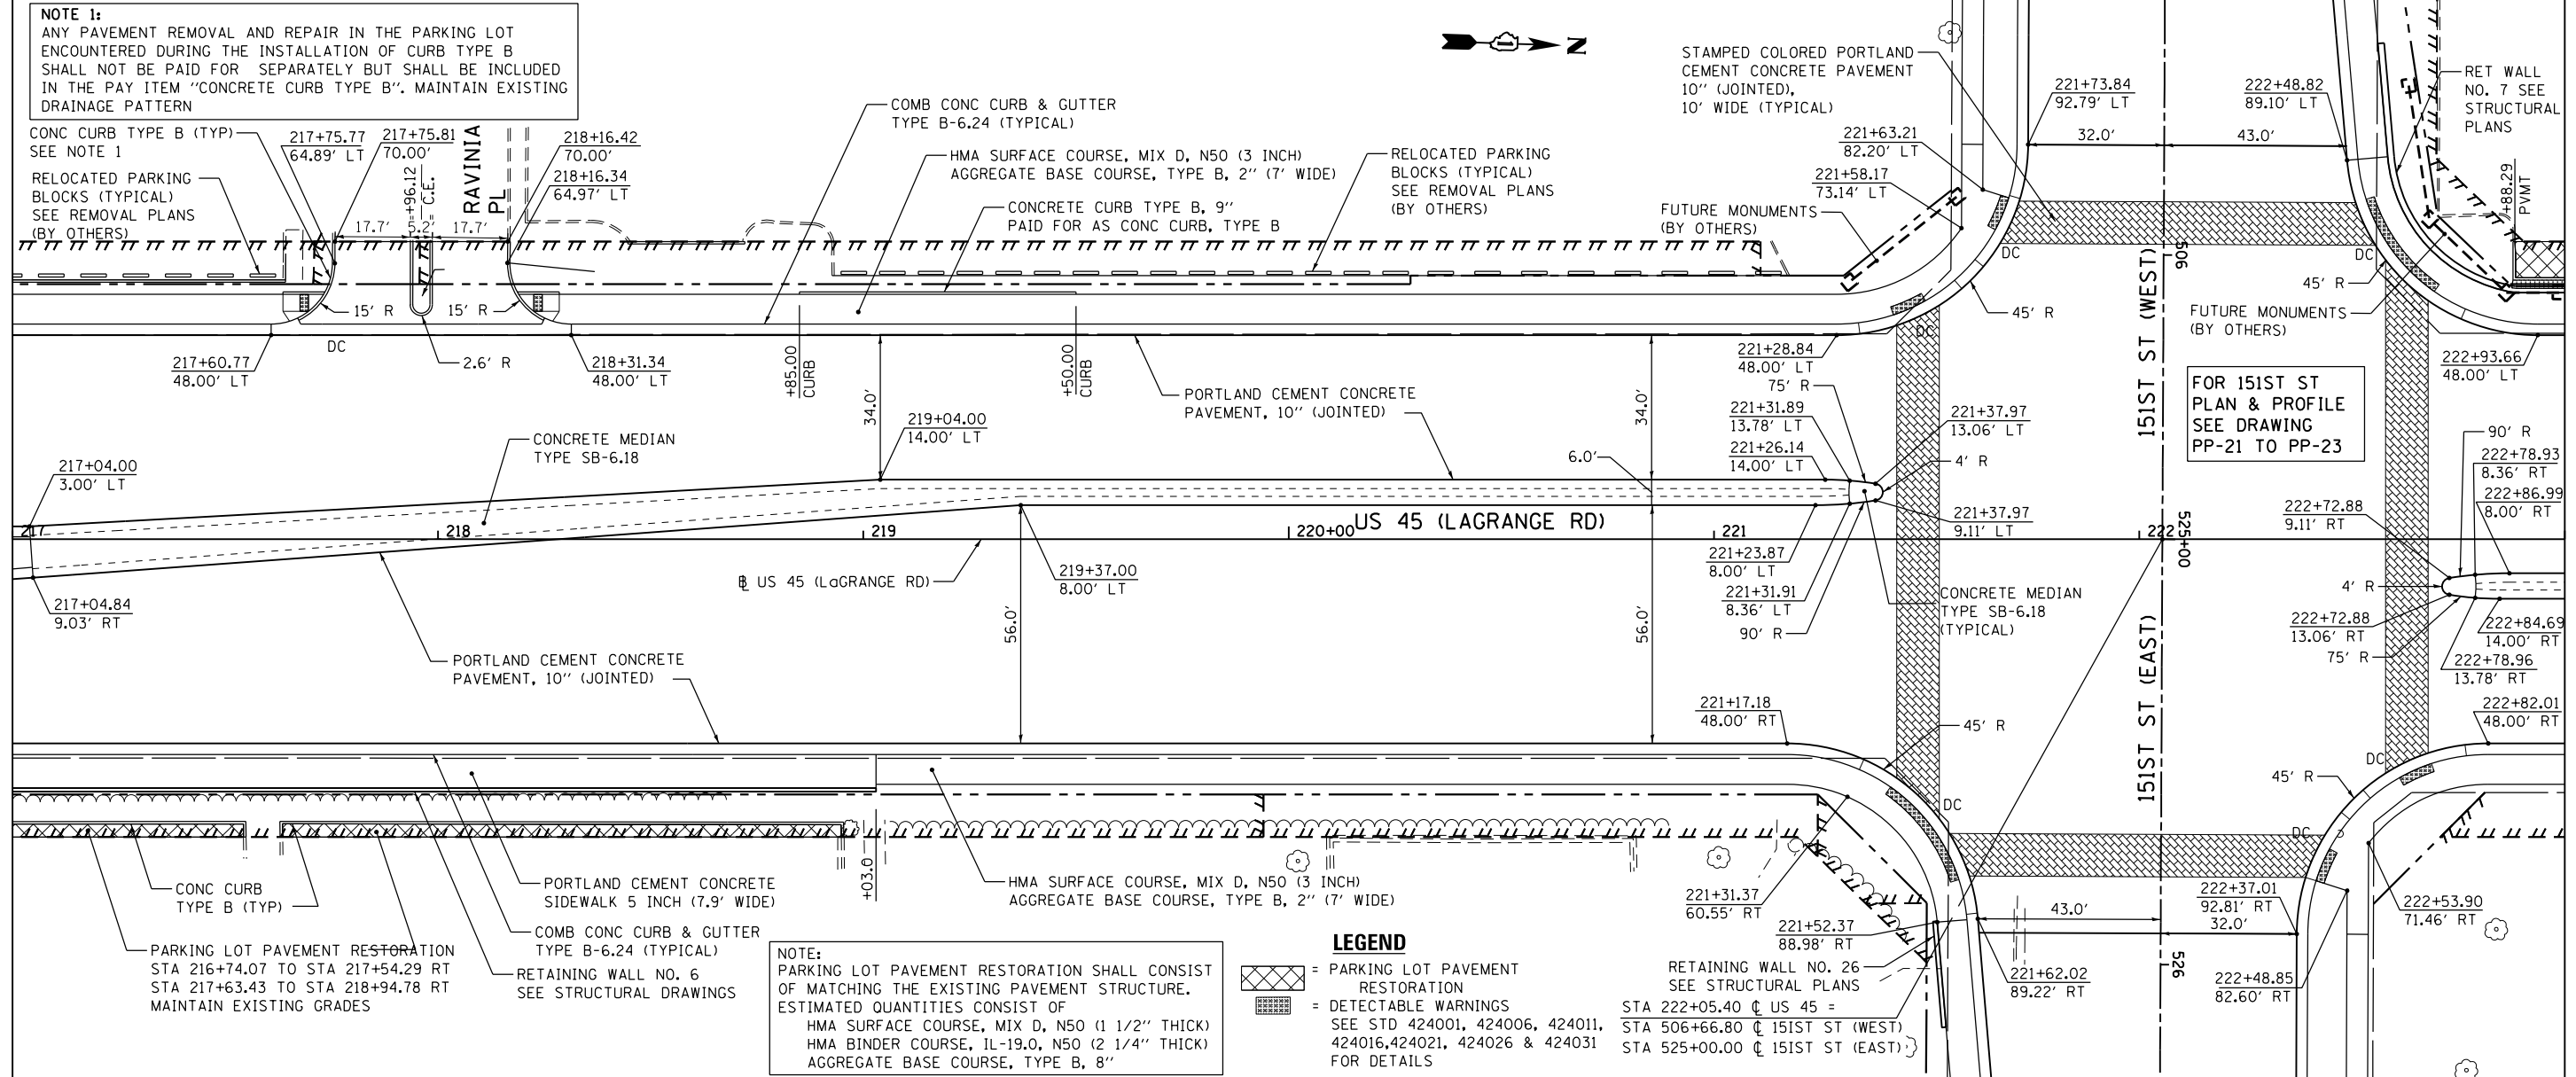 NOTE 1:
ANY PAVEMENT REMOVAL AND REPAIR IN THE PARKING LOT
ENCOUNTERED DURING THE INSTALLATION OF CURB TYPE B
SHALL NOT BE PAID FOR SEPARATELY BUT SHALL BE INCLUDED
IN THE PAY ITEM "CONCRETE CURB TYPE B". MAINTAIN EXISTING
DRAINAGE PATTERN
CONC CURB TYPE B (TYP)
SEE NOTE 1
RELOCATED PARKING
BLOCKS (TYPICAL)
SEE REMOVAL PLANS
(BY OTHERS)
217+75.77
64.89' LT
217+75.81
70.00'
+96.12
C.E.
RAVINIA
PL
218+16.42
70.00'
218+16.34
64.97' LT
17.7'
5.2'
17.7'
COMB CONC CURB & GUTTER
TYPE B-6.24 (TYPICAL)
HMA SURFACE COURSE, MIX D, N50 (3 INCH)
AGGREGATE BASE COURSE, TYPE B, 2" (7' WIDE)
CONCRETE CURB TYPE B, 9"
PAID FOR AS CONC CURB, TYPE B
RELOCATED PARKING
BLOCKS (TYPICAL)
SEE REMOVAL PLANS
(BY OTHERS)
N
STAMPED COLORED PORTLAND
CEMENT CONCRETE PAVEMENT
10" (JOINTED),
10' WIDE (TYPICAL)
221+63.21
82.20' LT
221+58.17
73.14' LT
FUTURE MONUMENTS
(BY OTHERS)
221+73.84
92.79' LT
222+48.82
89.10' LT
32.0'
43.0'
RET WALL
NO. 7 SEE
STRUCTURAL
PLANS
+88.29
PVMT
DC
DC
506
151ST ST (WEST)
45' R
45' R
FUTURE MONUMENTS
(BY OTHERS)
15' R
15' R
DC
2.6' R
217+60.77
48.00' LT
218+31.34
48.00' LT
+85.00
CURB
+50.00
CURB
34.0'
34.0'
DC
221+28.84
48.00' LT
222+93.66
48.00' LT
PORTLAND CEMENT CONCRETE
PAVEMENT, 10" (JOINTED)
75' R
221+31.89
13.78' LT
221+26.14
14.00' LT
221+37.97
13.06' LT
4' R
FOR 151ST ST
PLAN & PROFILE
SEE DRAWING
PP-21 TO PP-23
90' R
222+78.93
8.36' RT
222+86.99
8.00' RT
222+72.88
9.11' RT
217+04.00
3.00' LT
CONCRETE MEDIAN
TYPE SB-6.18
219+04.00
14.00' LT
6.0'
217
218
219
220+00
US 45 (LAGRANGE RD)
221
222
525+00
221+37.97
9.11' LT
217+04.84
9.03' RT
US 45 (LaGRANGE RD)
219+37.00
8.00' LT
221+23.87
8.00' LT
221+31.91
8.36' LT
90' R
56.0'
56.0'
CONCRETE MEDIAN
TYPE SB-6.18
(TYPICAL)
4' R
222+72.88
13.06' RT
75' R
222+84.69
14.00' RT
222+78.96
13.78' RT
PORTLAND CEMENT CONCRETE
PAVEMENT, 10" (JOINTED)
221+17.18
48.00' RT
222+82.01
48.00' RT
45' R
151ST ST (EAST)
DC
45' R
DC
DC
CONC CURB
TYPE B (TYP)
PORTLAND CEMENT CONCRETE
SIDEWALK 5 INCH (7.9' WIDE)
+03.0
HMA SURFACE COURSE, MIX D, N50 (3 INCH)
AGGREGATE BASE COURSE, TYPE B, 2" (7' WIDE)
COMB CONC CURB & GUTTER
TYPE B-6.24 (TYPICAL)
PARKING LOT PAVEMENT RESTORATION
STA 216+74.07 TO STA 217+54.29 RT
STA 217+63.43 TO STA 218+94.78 RT
MAINTAIN EXISTING GRADES
RETAINING WALL NO. 6
SEE STRUCTURAL DRAWINGS
NOTE:
PARKING LOT PAVEMENT RESTORATION SHALL CONSIST
OF MATCHING THE EXISTING PAVEMENT STRUCTURE.
ESTIMATED QUANTITIES CONSIST OF
HMA SURFACE COURSE, MIX D, N50 (1 1/2" THICK)
HMA BINDER COURSE, IL-19.0, N50 (2 1/4" THICK)
AGGREGATE BASE COURSE, TYPE B, 8"
LEGEND
= PARKING LOT PAVEMENT
RESTORATION
= DETECTABLE WARNINGS
SEE STD 424001, 424006, 424011,
424016,424021, 424026 & 424031
FOR DETAILS
221+31.37
60.55' RT
221+52.37
88.98' RT
RETAINING WALL NO. 26
SEE STRUCTURAL PLANS
STA 222+05.40 ℄ US 45 =
STA 506+66.80 ℄ 151ST ST (WEST)
STA 525+00.00 ℄ 151ST ST (EAST)
43.0'
32.0'
222+37.01
92.81' RT
526
221+62.02
89.22' RT
222+48.85
82.60' RT
222+53.90
71.46' RT